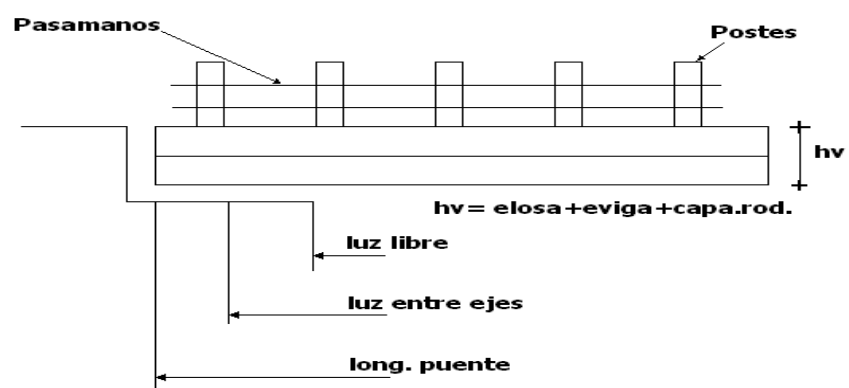 Pasamanos
Postes
hv
hv= elosa+eviga+capa.rod.
luz libre
luz entre ejes
long. puente